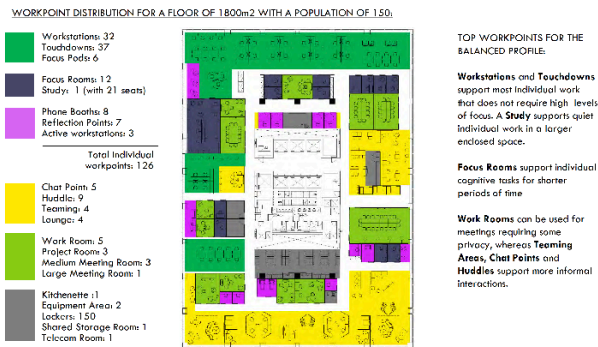 WORKPOINT DISTRIBUTION FOR A FLOOR OF 1800m2 WITH A POPULATION OF 150:
Workstations: 32
Touchdowns: 37
Focus Pods: 6
Focus Rooms: 12
Study: 1 (with 21 seats)
Phone Booths: 8
Reflection Points: 7
Active workstations: 3
Total Individual
workpoints: 126
Chat Points 5
Huddle: 9
Teaming: 4
Lounge: 4
Work Room: 5
Project Room 3
Medium Meeting Room: 3
Large Meeting Room: 1
Kitchenette :1
Equipment Area: 2
Lockers: 150
Shared Storage Room: 1
Telecom Room: 1
TOP WORKPOINTS FOR THE
BALANCED PROFILE:
Workstations and Touchdowns
support most individual work
that does not require high levels
of focus. A Study supports quiet
individual work in a larger
enclosed space.
Focus Rooms support individual
cognitive tasks for shorter
periods of time
Work Rooms can be used for
meetings requiring some
privacy, whereas Teaming
Areas, Chat Points and
Huddles support more informal
interactions.